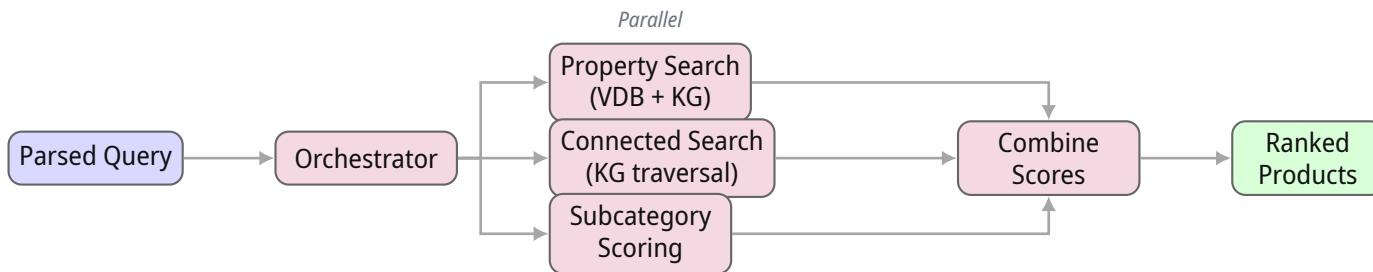 Parallel
Parsed Query
Orchestrator
Property Search
(VDB + KG)
Connected Search
(KG traversal)
Subcategory
Scoring
Combine
Scores
Ranked
Products